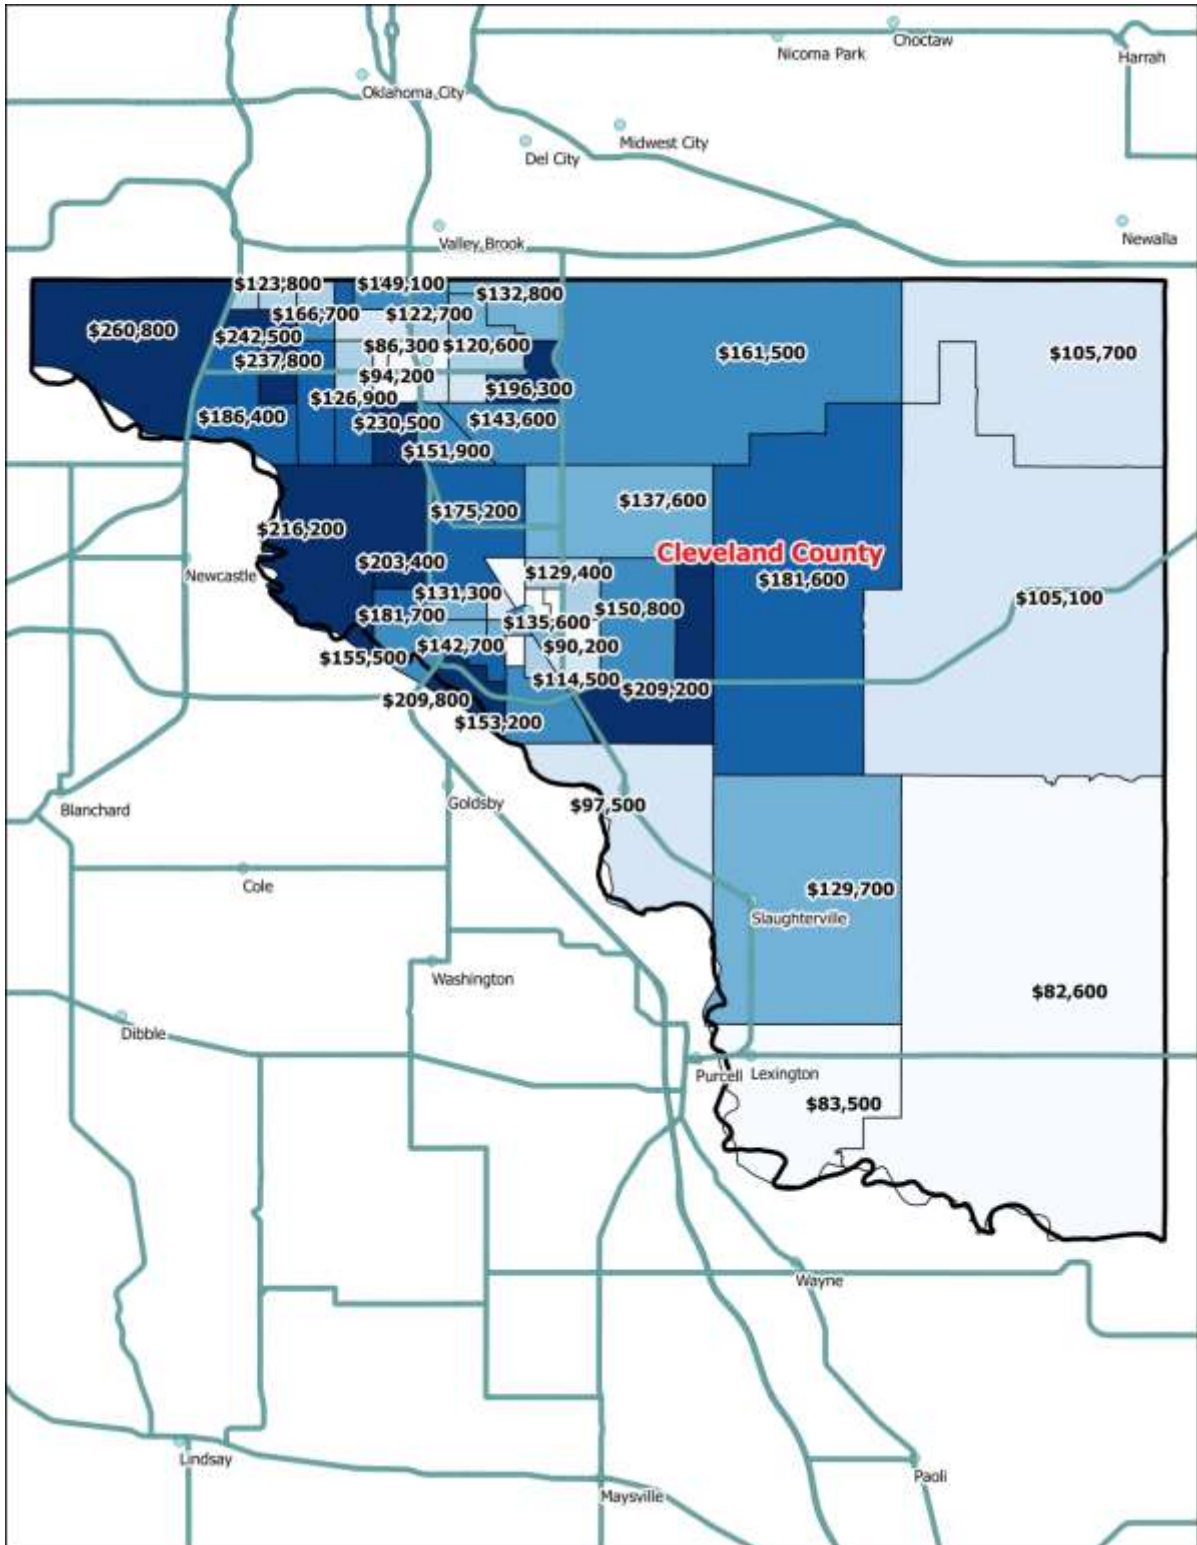 Choctaw
Nicoma Park
Harrah
Oklahoma City
Midwest City
Del City
Newalla
Valley Brook
$123,800
$149,100
$132,800
$166,700
$122,700
$260,800
$242,500
$86,300
$120,600
$161,500
$105,700
$237,800
$94,200
$196,300
$126,900
$186,400
$230,500
$143,600
$151,900
$137,600
$175,200
$216,200
Cleveland County
$203,400
$129,400
Newcastle
$181,600
$131,300
$105,100
$150,800
$181,700
$135,600
$142,700
$90,200
$155,500
$114,500
$209,200
$209,800
$153,200
Goldsby
$97,500
Blanchard
Cole
$129,700
Slaughterville
Washington
$82,600
Dibble
Purcell
Lexington
$83,500
Wayne
Lindsay
Paoli
Maysville